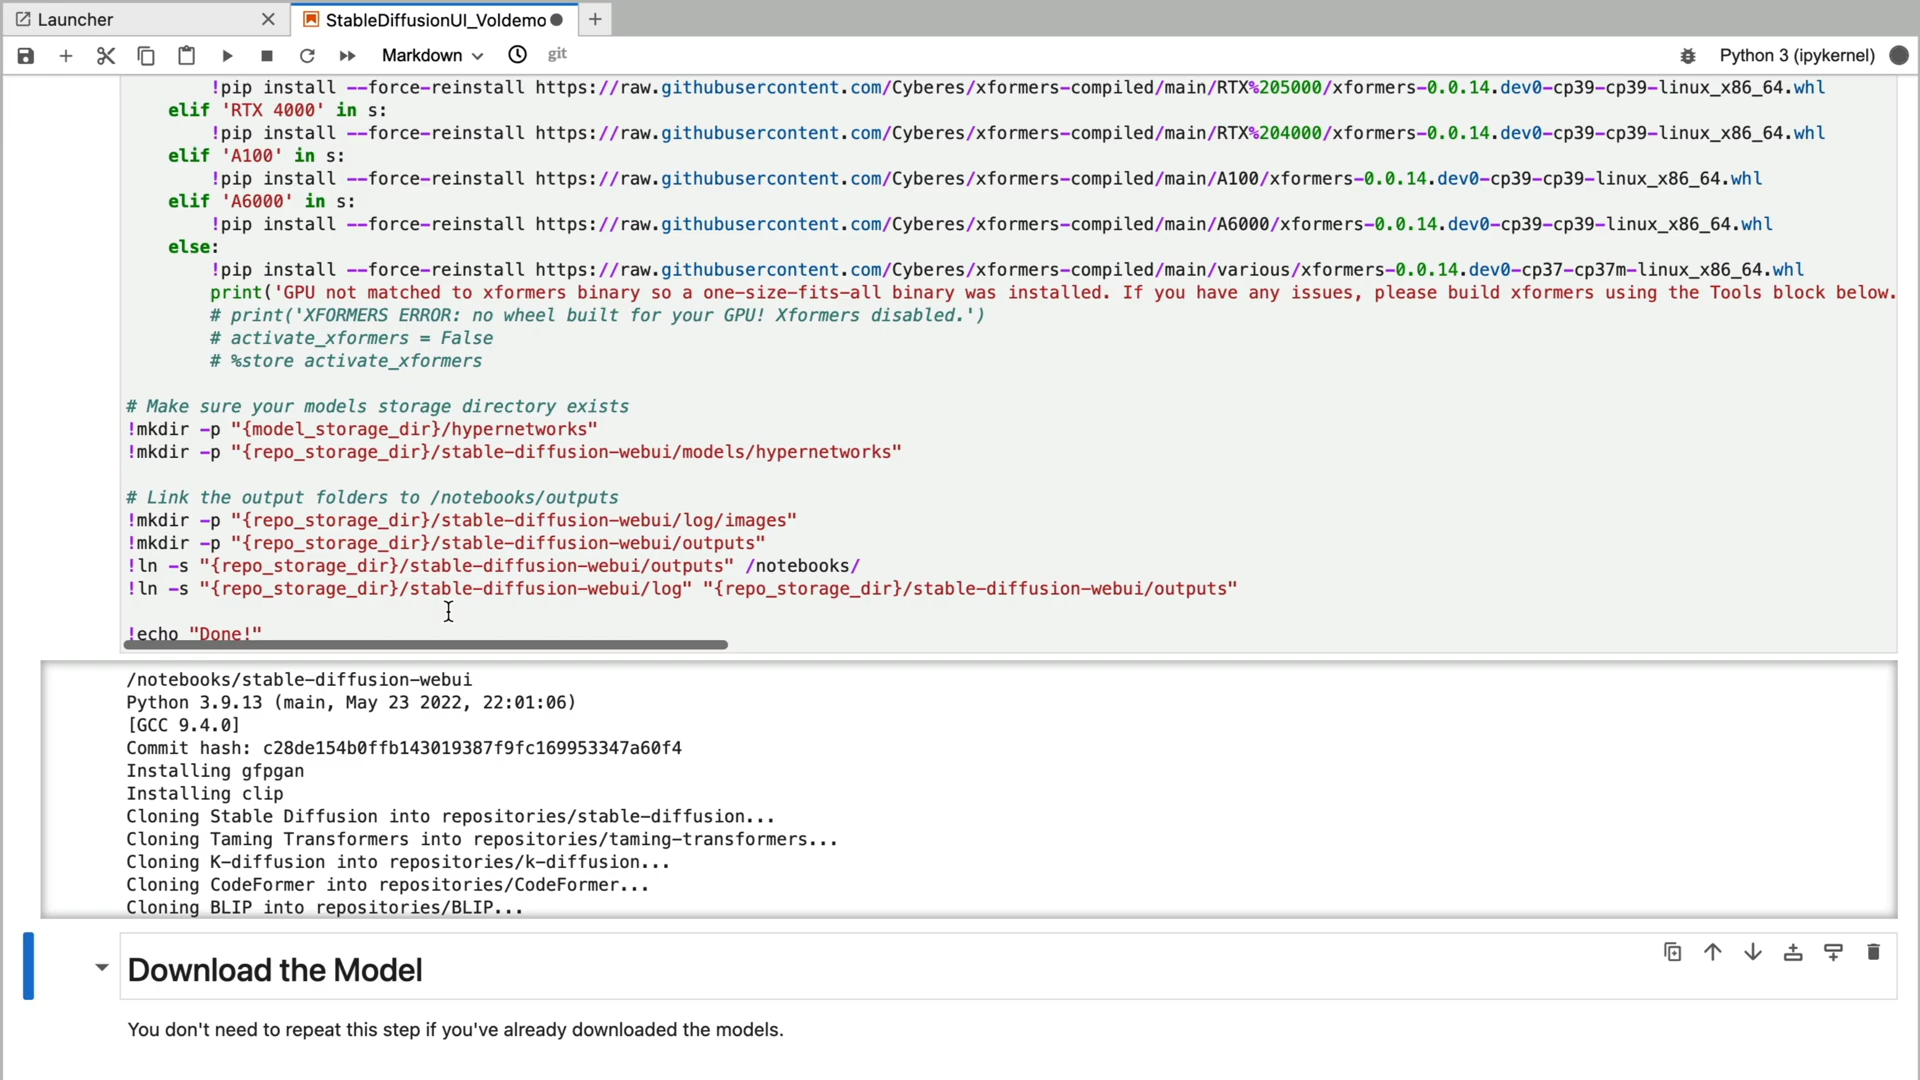 Launcher
StableDiffusionUI_Voldemo
Markdown
git
Python 3 (ipykernel)
!pip install --force-reinstall https://raw.githubusercontent.com/Cyberes/xformers-compiled/main/RTX%205000/xformers-0.0.14.dev0-cp39-cp39-linux_x86_64.whl
elif 'RTX 4000' in s:
!pip install --force-reinstall https://raw.githubusercontent.com/Cyberes/xformers-compiled/main/RTX%204000/xformers-0.0.14.dev0-cp39-cp39-linux_x86_64.whl
elif 'A100' in s:
!pip install --force-reinstall https://raw.githubusercontent.com/Cyberes/xformers-compiled/main/A100/xformers-0.0.14.dev0-cp39-cp39-linux_x86_64.whl
elif 'A6000' in s:
!pip install --force-reinstall https://raw.githubusercontent.com/Cyberes/xformers-compiled/main/A6000/xformers-0.0.14.dev0-cp39-cp39-linux_x86_64.whl
else:
!pip install --force-reinstall https://raw.githubusercontent.com/Cyberes/xformers-compiled/main/various/xformers-0.0.14.dev0-cp37-cp37m-linux_x86_64.whl
print('GPU not matched to xformers binary so a one-size-fits-all binary was installed. If you have any issues, please build xformers using the Tools block below.
# print('XFORMERS ERROR: no wheel built for your GPU! Xformers disabled.')
# activate_xformers = False
# %store activate_xformers
# Make sure your models storage directory exists
!mkdir -p "{model_storage_dir}/hypernetworks"
!mkdir -p "{repo_storage_dir}/stable-diffusion-webui/models/hypernetworks"
# Link the output folders to /notebooks/outputs
!mkdir -p "{repo_storage_dir}/stable-diffusion-webui/log/images"
!mkdir -p "{repo_storage_dir}/stable-diffusion-webui/outputs"
!ln -s "{repo_storage_dir}/stable-diffusion-webui/outputs" /notebooks/
!ln -s "{repo_storage_dir}/stable-diffusion-webui/log" "{repo_storage_dir}/stable-diffusion-webui/outputs"
!echo "Done!"
/notebooks/stable-diffusion-webui
Python 3.9.13 (main, May 23 2022, 22:01:06)
[GCC 9.4.0]
Commit hash: c28de154b0ffb143019387f9fc169953347a60f4
Installing gfpgan
Installing clip
Cloning Stable Diffusion into repositories/stable-diffusion...
Cloning Taming Transformers into repositories/taming-transformers...
Cloning K-diffusion into repositories/k-diffusion...
Cloning CodeFormer into repositories/CodeFormer...
Cloning BLIP into repositories/BLIP...
Download the Model
You don't need to repeat this step if you've already downloaded the models.